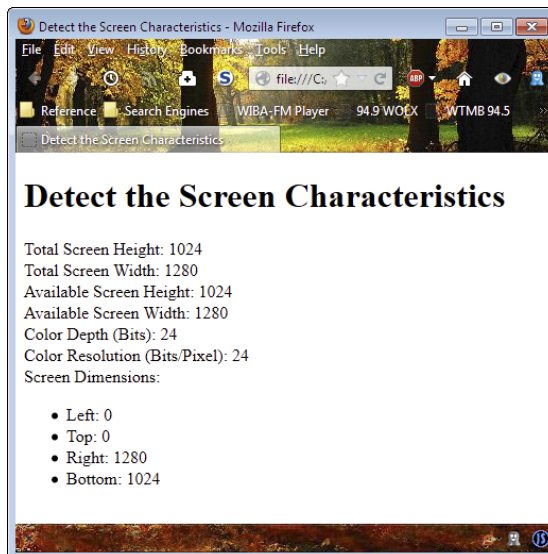 Detect the Screen Characteristics - Mozilla Firefox
File Edit View History Bookmarks Tools Help
S file:///C:/ ABP
Reference Search Engines WIBA-FM Player 94.9 WOLX WTMB 94.5 »
Detect the Screen Characteristics
Detect the Screen Characteristics
Total Screen Height: 1024
Total Screen Width: 1280
Available Screen Height: 1024
Available Screen Width: 1280
Color Depth (Bits): 24
Color Resolution (Bits/Pixel): 24
Screen Dimensions:
• Left: 0
• Top: 0
• Right: 1280
• Bottom: 1024